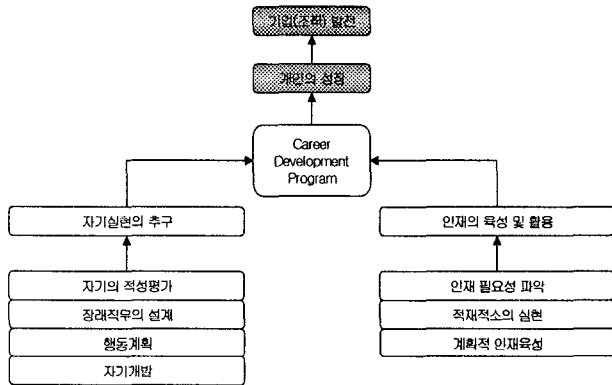 기업(조직) 발전
개인의 성장
Career
Development
Program
자기실현의 추구
인재의 육성 및 활용
자기의 적성평가
장래직무의 설계
행동계획
자기개발
인재 필요성 파악
적재적소의 실현
계획적 인재육성